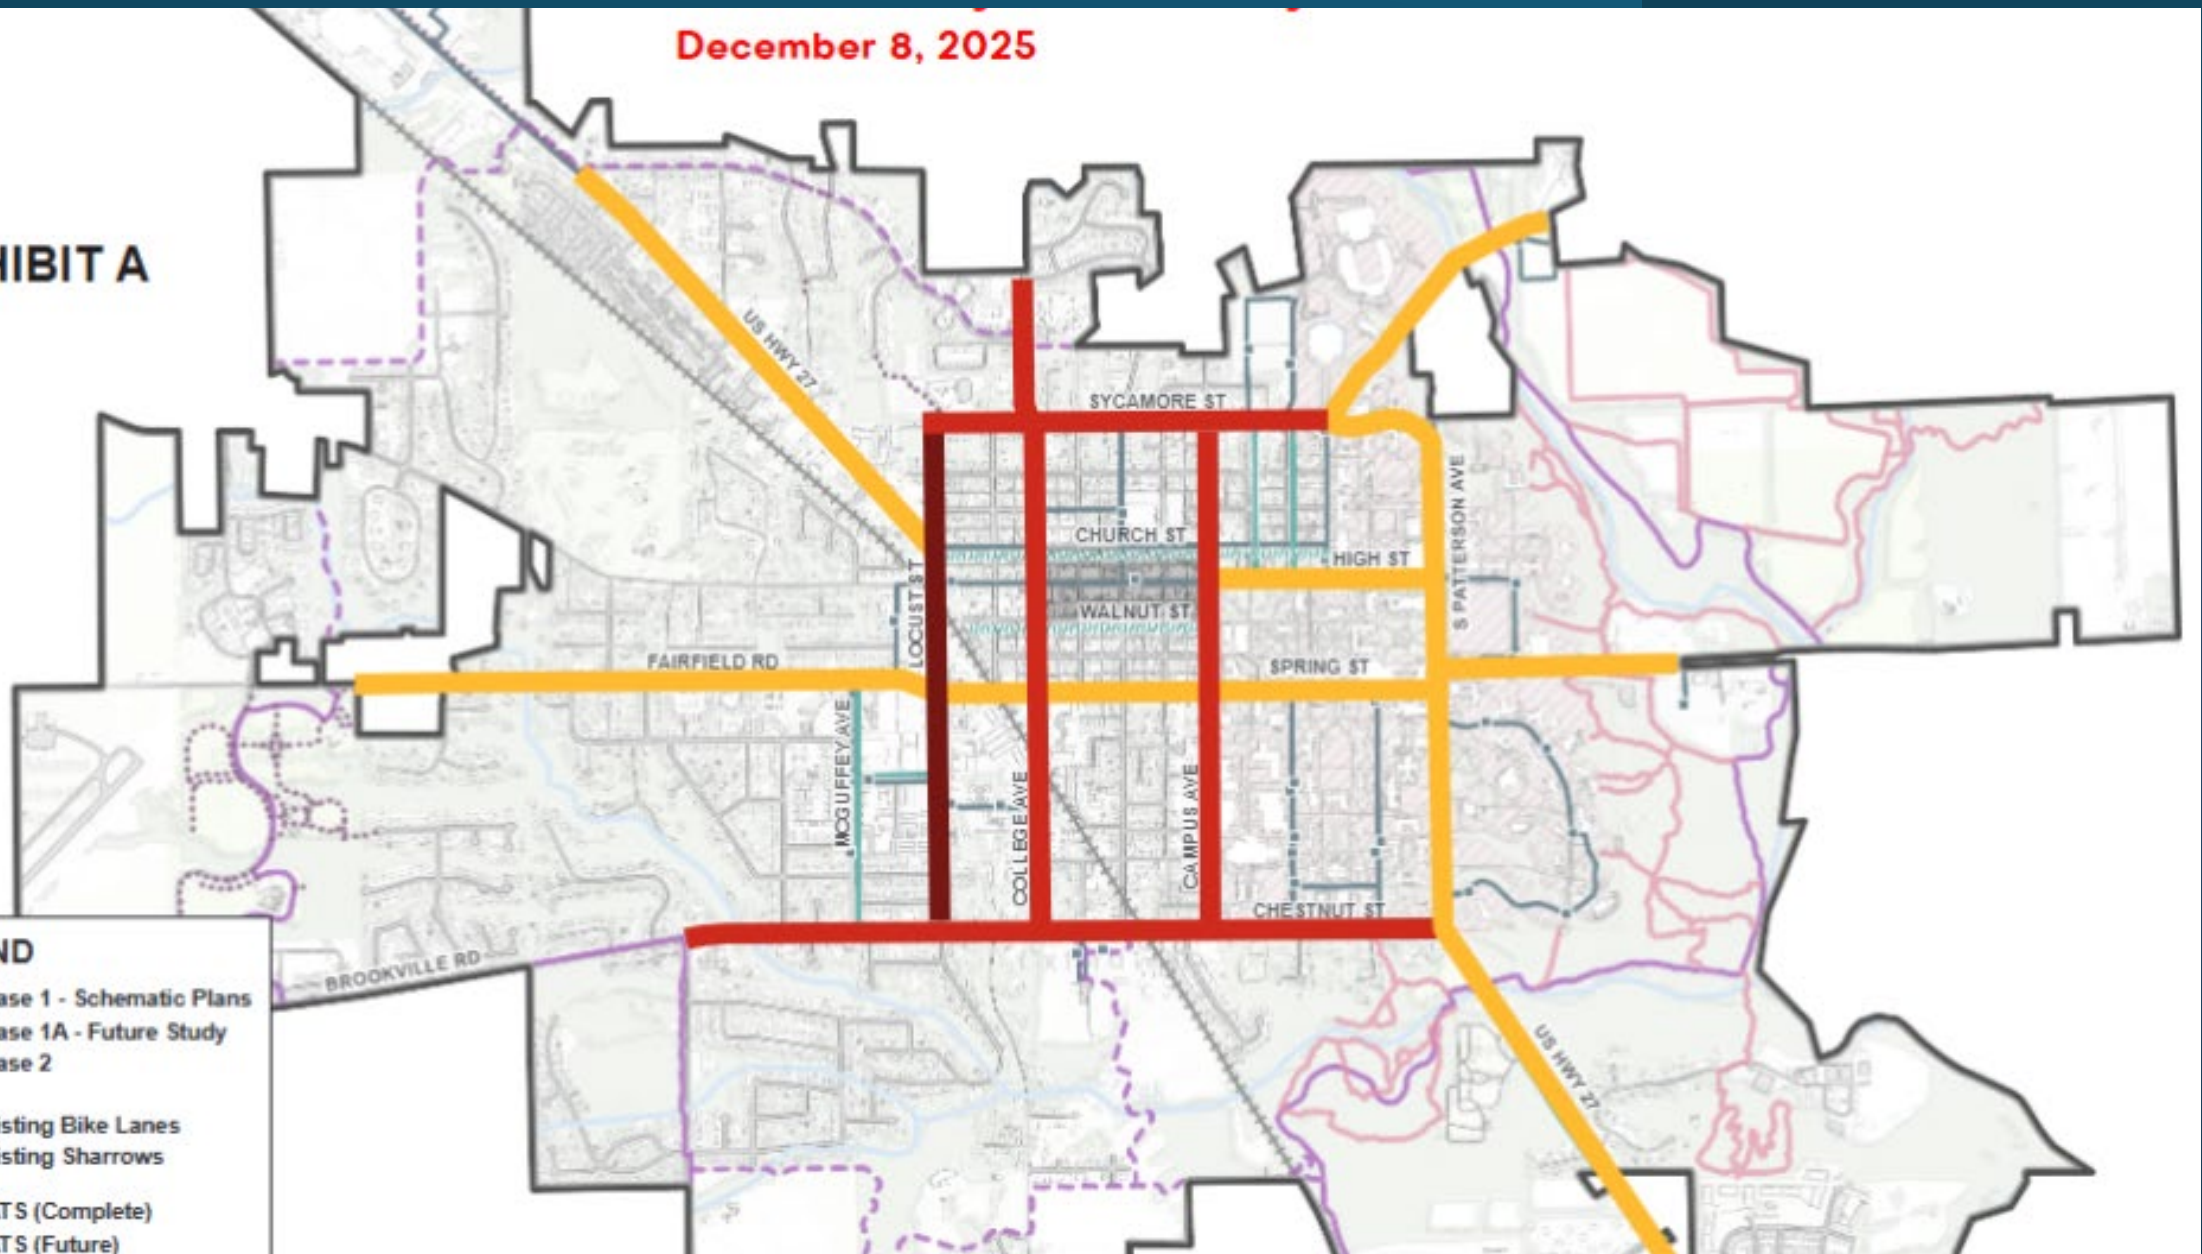 December 8, 2025
HIBIT A
US HWY 27
SYCAMORE ST
CHURCH ST
HIGH ST
S PATTERSON AVE
LOCUST ST
WALNUT ST
FAIRFIELD RD
SPRING ST
MCGUFFEY AVE
COLLEGE AVE
CAMPUS AVE
CHESTNUT ST
BROOKVILLE RD
US HWY 27
ND
ase 1 - Schematic Plans
ase 1A - Future Study
ase 2
isting Bike Lanes
isting Sharrows
TS (Complete)
TS (Future)